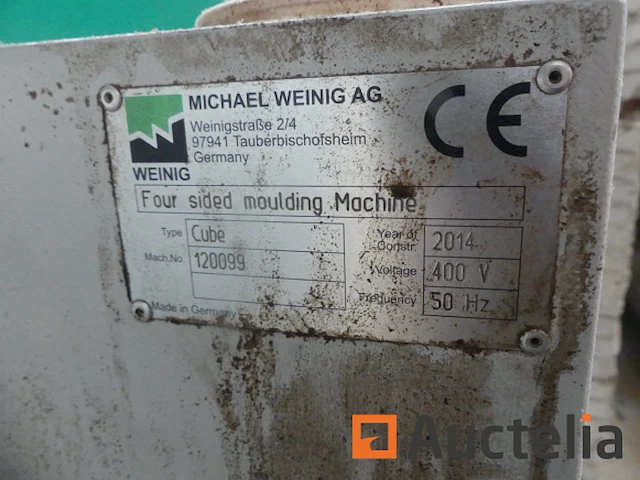 MICHAEL WEINIG AG
Weinigstraße 2/4
97941 Tauberbischofsheim
Germany
WEINIG
CE
Four sided moulding Machine
Type Cube
Mach.No. 120099
Year of Constr. 2014
Voltage 400 V
Frequency 50 Hz
Made in Germany
Auctelia